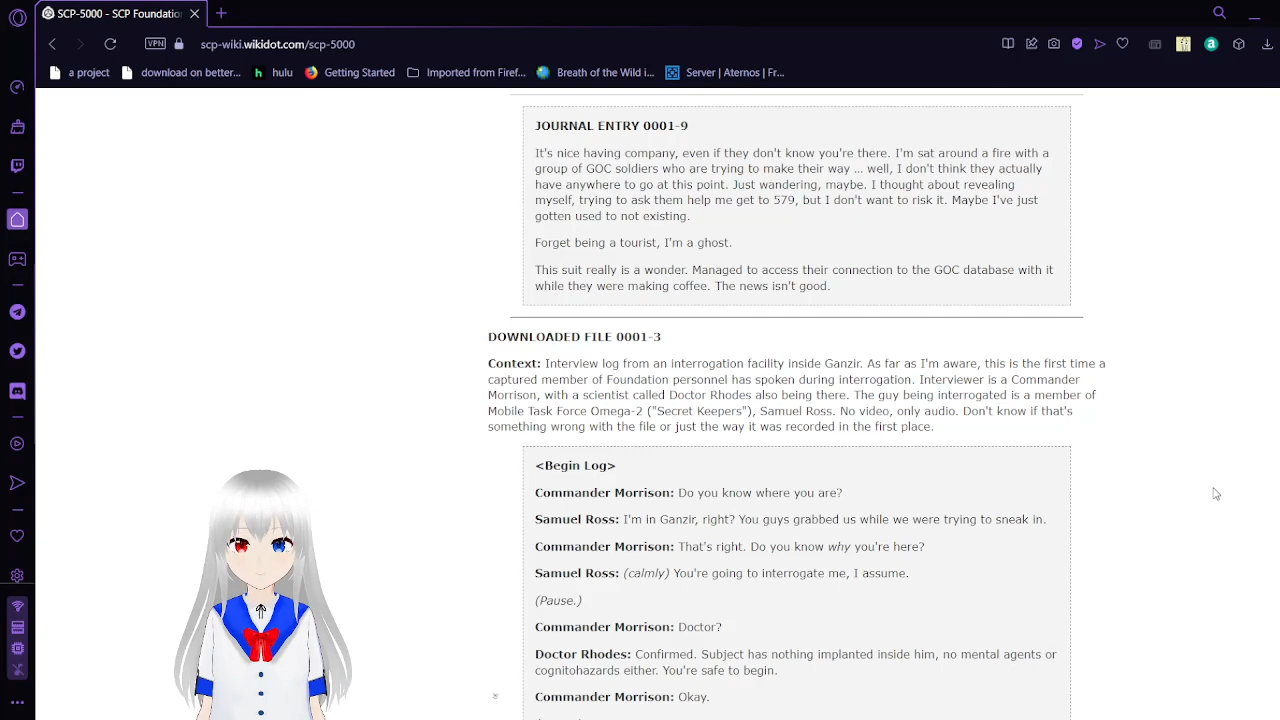 SCP-5000 - SCP Foundation
scp-wiki.wikidot.com/scp-5000
VPN
a project
download on better...
hulu
Getting Started
Imported from Firef...
Breath of the Wild i...
Server | Aternos | Fr...
JOURNAL ENTRY 0001-9
It's nice having company, even if they don't know you're there. I'm sat around a fire with a
group of GOC soldiers who are trying to make their way ... well, I don't think they actually
have anywhere to go at this point. Just wandering, maybe. I thought about revealing
myself, trying to ask them help me get to 579, but I don't want to risk it. Maybe I've just
gotten used to not existing.
Forget being a tourist, I'm a ghost.
This suit really is a wonder. Managed to access their connection to the GOC database with it
while they were making coffee. The news isn't good.
DOWNLOADED FILE 0001-3
Context: Interview log from an interrogation facility inside Ganzir. As far as I'm aware, this is the first time a
captured member of Foundation personnel has spoken during interrogation. Interviewer is a Commander
Morrison, with a scientist called Doctor Rhodes also being there. The guy being interrogated is a member of
Mobile Task Force Omega-2 ("Secret Keepers"), Samuel Ross. No video, only audio. Don't know if that's
something wrong with the file or just the way it was recorded in the first place.
<Begin Log>
Commander Morrison: Do you know where you are?
Samuel Ross: I'm in Ganzir, right? You guys grabbed us while we were trying to sneak in.
Commander Morrison: That's right. Do you know why you're here?
Samuel Ross: (calmly) You're going to interrogate me, I assume.
(Pause.)
Commander Morrison: Doctor?
Doctor Rhodes: Confirmed. Subject has nothing implanted inside him, no mental agents or
cognitohazards either. You're safe to begin.
Commander Morrison: Okay.